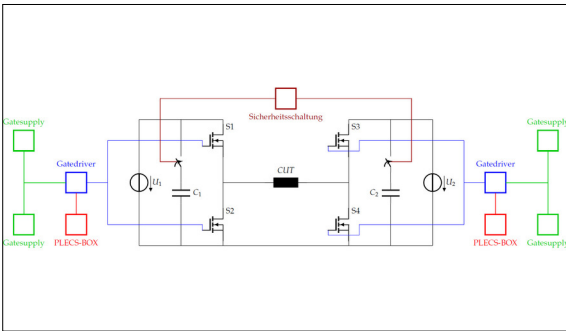 Sicherheitsschaltung
Gatesupply
S1
S3
Gatesupply
Gatedriver
CUT
Gatedriver
U1
C1
C2
U2
S2
S4
Gatesupply
PLECS-BOX
PLECS-BOX
Gatesupply